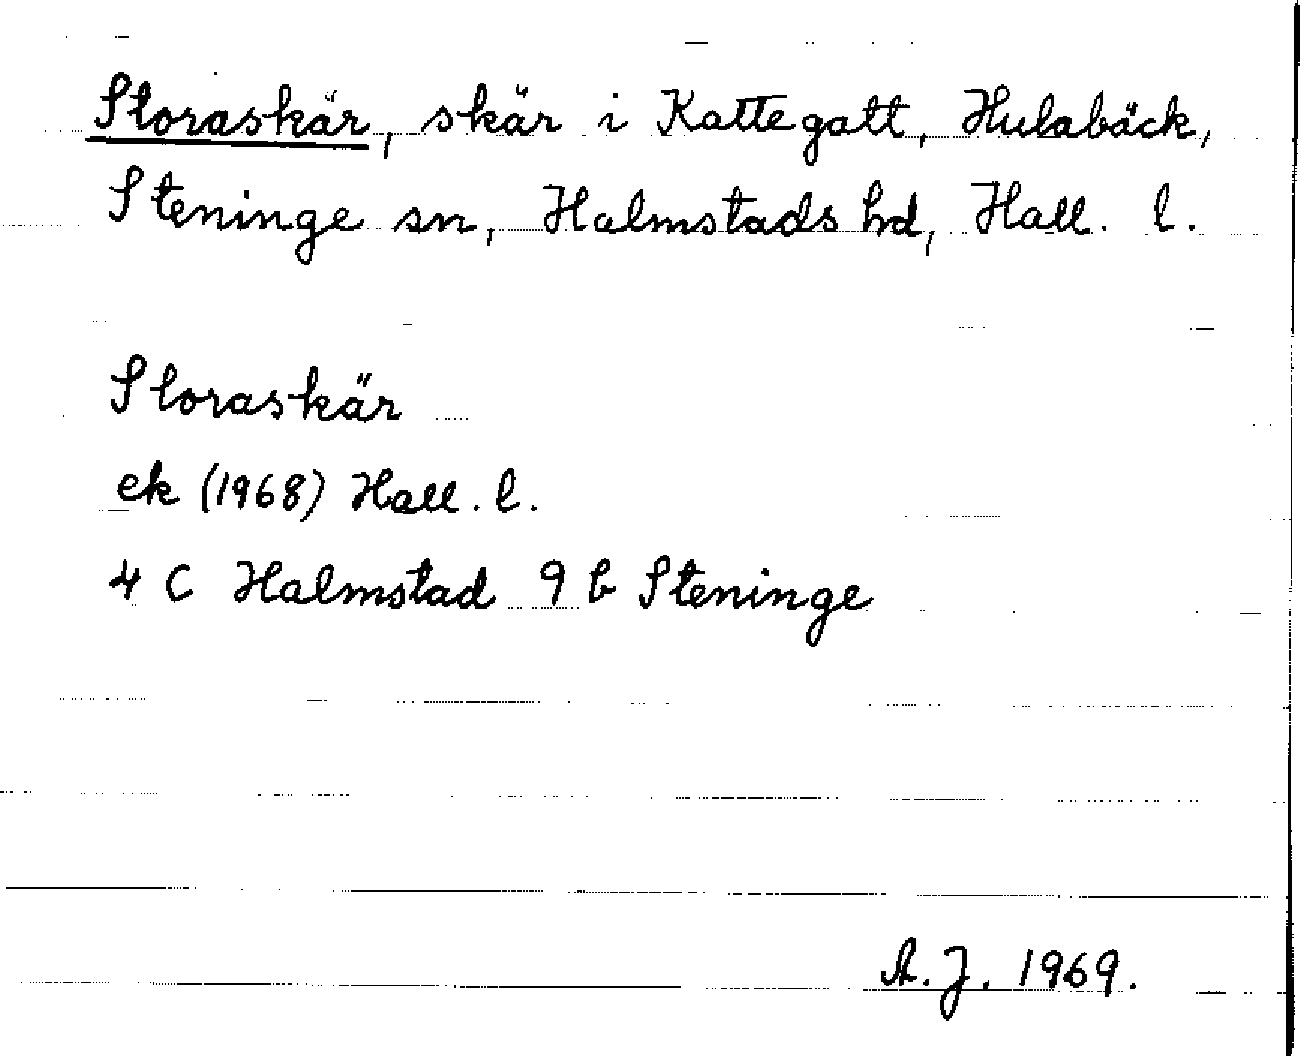 Storaskär, skär i Kattegatt, Hulabäck,
Steninge sn, Halmstads hd, Hall. l.
Storaskär
ek (1968) Hall. l.
4 C Halmstad 9 b Steninge
A.J. 1969.